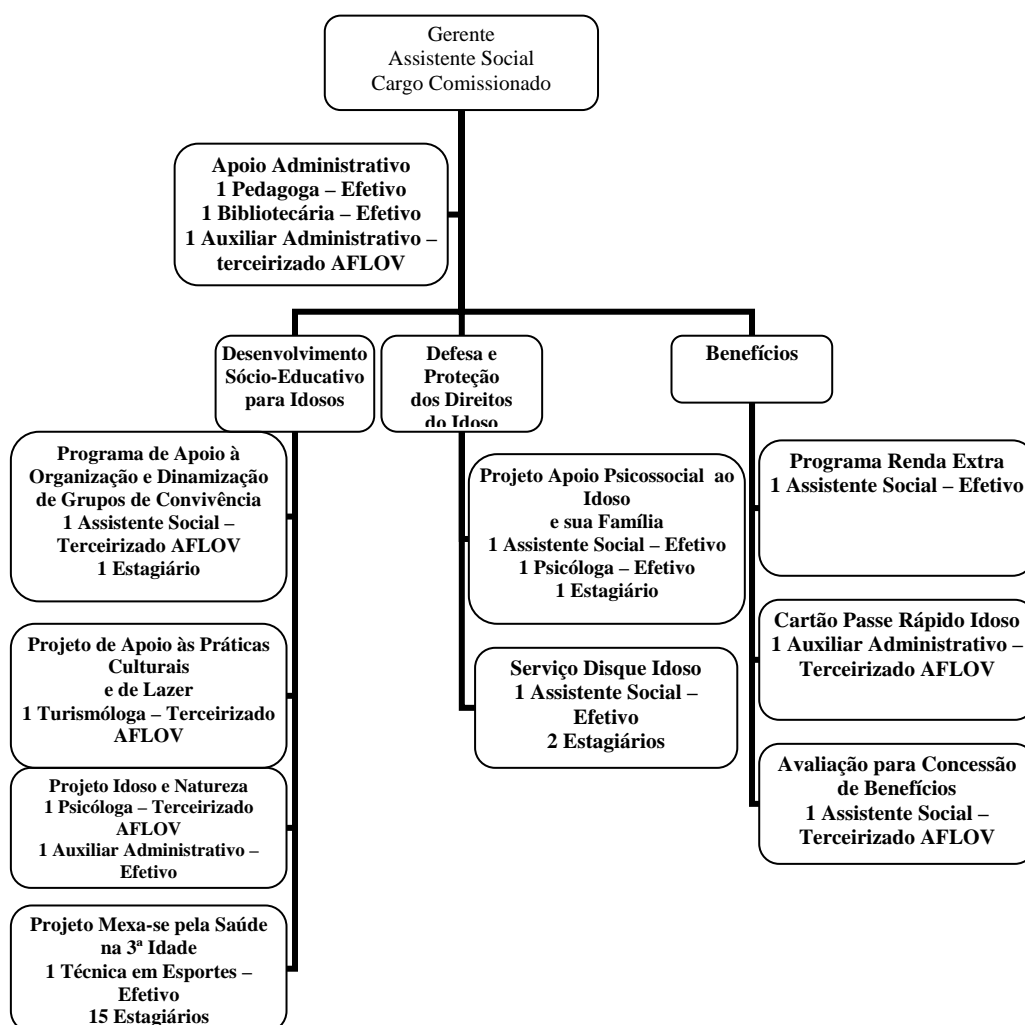 Gerente
Assistente Social
Cargo Comissionado
Apoio Administrativo
1 Pedagoga – Efetivo
1 Bibliotecária – Efetivo
1 Auxiliar Administrativo –
terceirizado AFLOV
Desenvolvimento
Sócio-Educativo
para Idosos
Defesa e
Proteção
dos Direitos
do Idoso
Benefícios
Programa de Apoio à
Organização e Dinamização
de Grupos de Convivência
1 Assistente Social –
Terceirizado AFLOV
1 Estagiário
Projeto de Apoio às Práticas
Culturais
e de Lazer
1 Turismóloga – Terceirizado
AFLOV
Projeto Idoso e Natureza
1 Psicóloga – Terceirizado
AFLOV
1 Auxiliar Administrativo –
Efetivo
Projeto Mexa-se pela Saúde
na 3ª Idade
1 Técnica em Esportes –
Efetivo
15 Estagiários
Projeto Apoio Psicossocial ao
Idoso
e sua Família
1 Assistente Social – Efetivo
1 Psicóloga – Efetivo
1 Estagiário
Serviço Disque Idoso
1 Assistente Social –
Efetivo
2 Estagiários
Programa Renda Extra
1 Assistente Social – Efetivo
Cartão Passe Rápido Idoso
1 Auxiliar Administrativo –
Terceirizado AFLOV
Avaliação para Concessão
de Benefícios
1 Assistente Social –
Terceirizado AFLOV